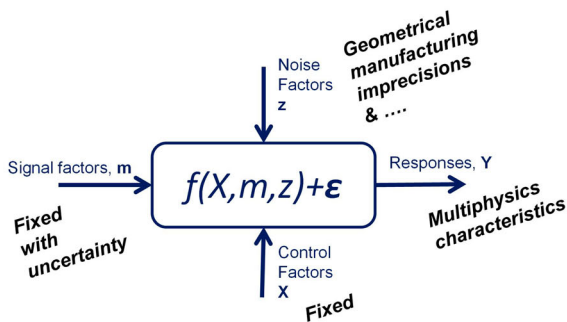 Geometrical
manufacturing
imprecisions
& ....
Noise
Factors
z
Signal factors, m
f(X,m,z)+ε
Responses, Y
Fixed
with
uncertainty
Multiphysics
characteristics
Control
Factors
X
Fixed